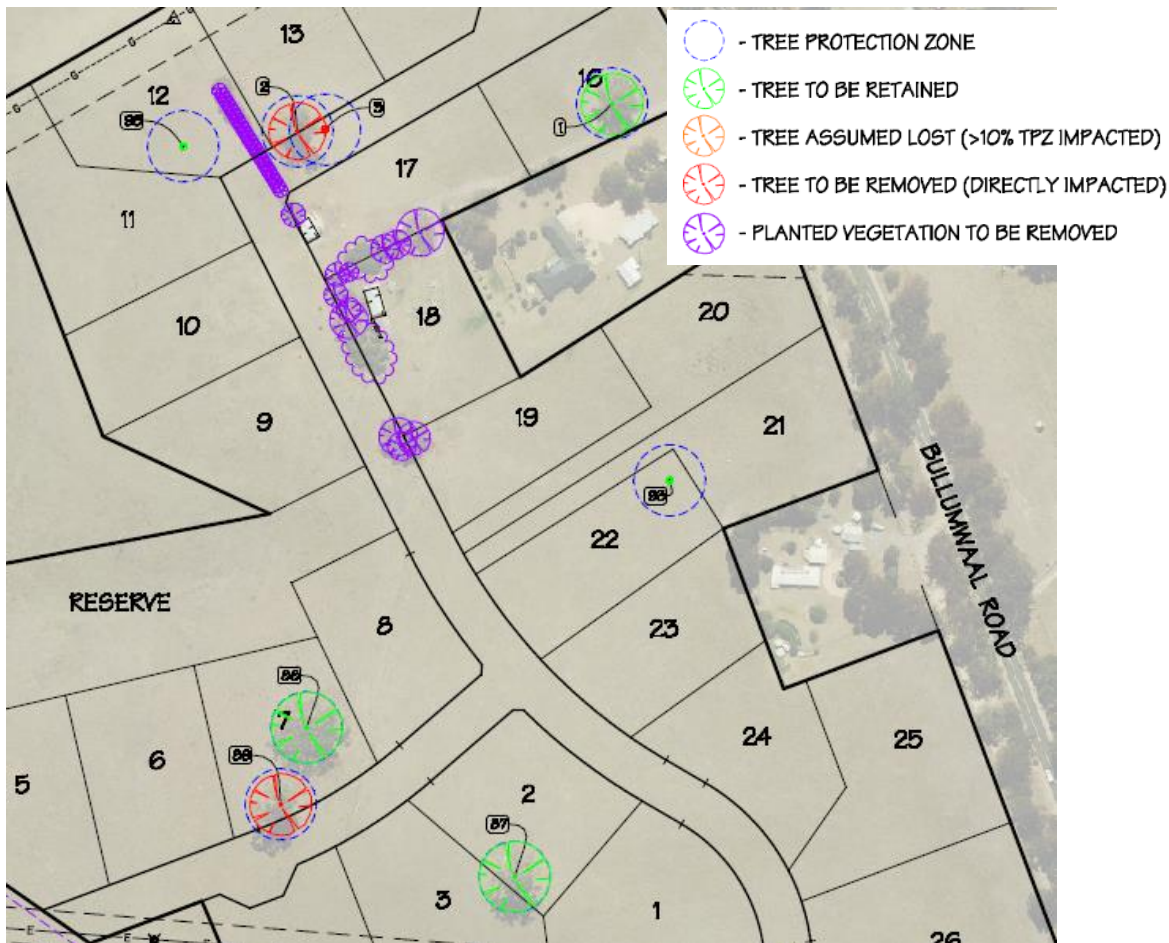 - TREE PROTECTION ZONE
- TREE TO BE RETAINED
- TREE ASSUMED LOST (>10% TPZ IMPACTED)
- TREE TO BE REMOVED (DIRECTLY IMPACTED)
- PLANTED VEGETATION TO BE REMOVED
13
G
G
G
12
2
3
16
1
17
11
10
18
20
9
19
21
22
BULLUMWAAL ROAD
RESERVE
8
23
7
6
5
24
25
2
87
3
1
E
E
26